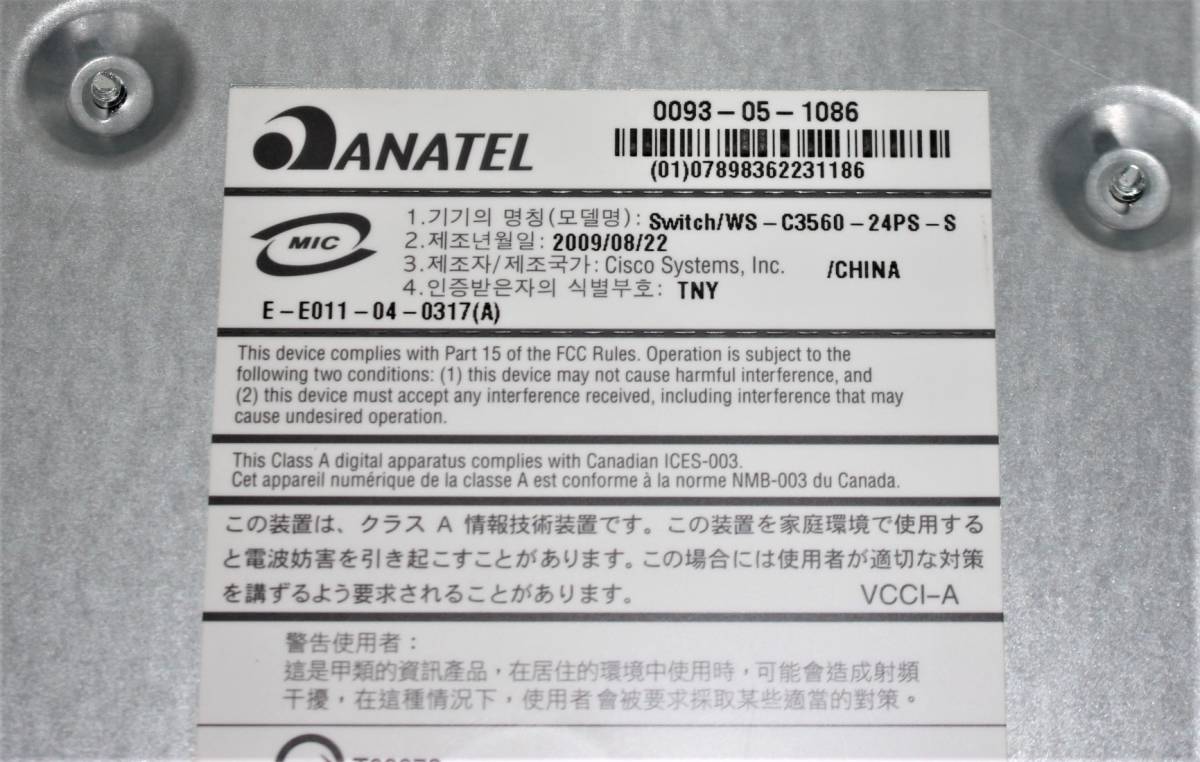 ANATEL
0093-05-1086
(01)07898362231186
MIC
1.기기의 명칭(모델명): Switch/WS-C3560-24PS-S
2.제조년월일: 2009/08/22
3.제조자/제조국가: Cisco Systems, Inc. /CHINA
4.인증받은자의 식별부호: TNY
E-E011-04-0317(A)
This device complies with Part 15 of the FCC Rules. Operation is subject to the
following two conditions: (1) this device may not cause harmful interference, and
(2) this device must accept any interference received, including interference that may
cause undesired operation.
This Class A digital apparatus complies with Canadian ICES-003.
Cet appareil numérique de la classe A est conforme à la norme NMB-003 du Canada.
この装置は、クラス A 情報技術装置です。この装置を家庭環境で使用する
と電波妨害を引き起こすことがあります。この場合には使用者が適切な対策
を講ずるよう要求されることがあります。 VCCI-A
警告使用者：
這是甲類的資訊產品，在居住的環境中使用時，可能會造成射頻
干擾，在這種情況下，使用者會被要求採取某些適當的對策。